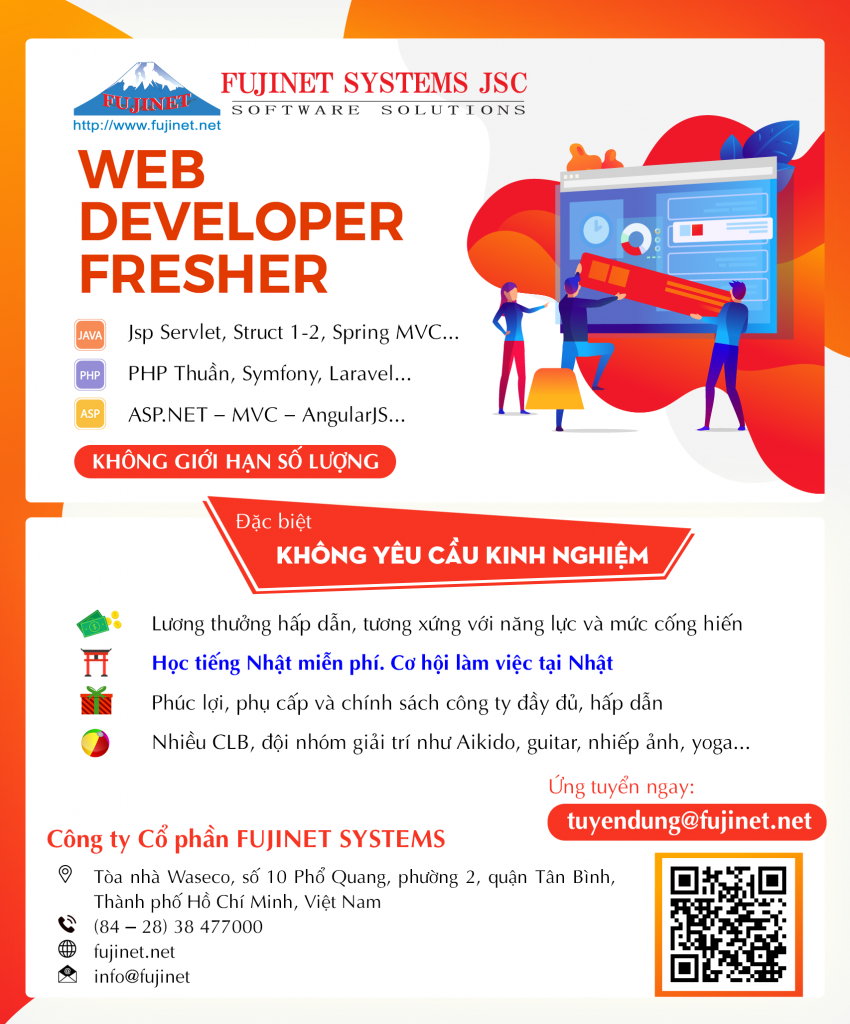 FUJINET
http://www.fujinet.net
FUJINET SYSTEMS JSC
SOFTWARE SOLUTIONS
WEB
DEVELOPER
FRESHER
JAVA Jsp Servlet, Struct 1-2, Spring MVC...
PHP PHP Thuần, Symfony, Laravel...
ASP ASP.NET – MVC – AngularJS...
KHÔNG GIỚI HẠN SỐ LƯỢNG
Đặc biệt
KHÔNG YÊU CẦU KINH NGHIỆM
Lương thưởng hấp dẫn, tương xứng với năng lực và mức cống hiến
Học tiếng Nhật miễn phí. Cơ hội làm việc tại Nhật
Phúc lợi, phụ cấp và chính sách công ty đầy đủ, hấp dẫn
Nhiều CLB, đội nhóm giải trí như Aikido, guitar, nhiếp ảnh, yoga...
Ứng tuyển ngay:
tuyendung@fujinet.net
Công ty Cổ phần FUJINET SYSTEMS
Tòa nhà Waseco, số 10 Phổ Quang, phường 2, quận Tân Bình,
Thành phố Hồ Chí Minh, Việt Nam
(84 – 28) 38 477000
fujinet.net
info@fujinet